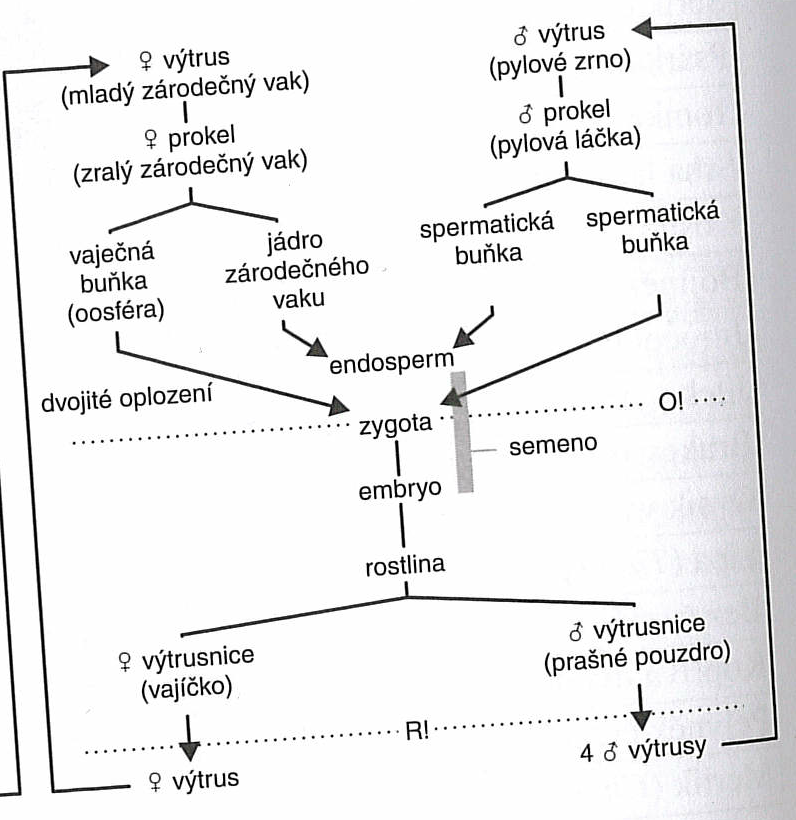 ♀ výtrus
(mladý zárodečný vak)
♀ prokel
(zralý zárodečný vak)
♂ výtrus
(pylové zrno)
♂ prokel
(pylová láčka)
vaječná
buňka
(oosféra)
jádro
zárodečného
vaku
spermatická
buňka
spermatická
buňka
endosperm
dvojité oplození
zygota
O!
semeno
embryo
rostlina
♀ výtrusnice
(vajíčko)
♂ výtrusnice
(prašné pouzdro)
R!
♀ výtrus
4 ♂ výtrusy